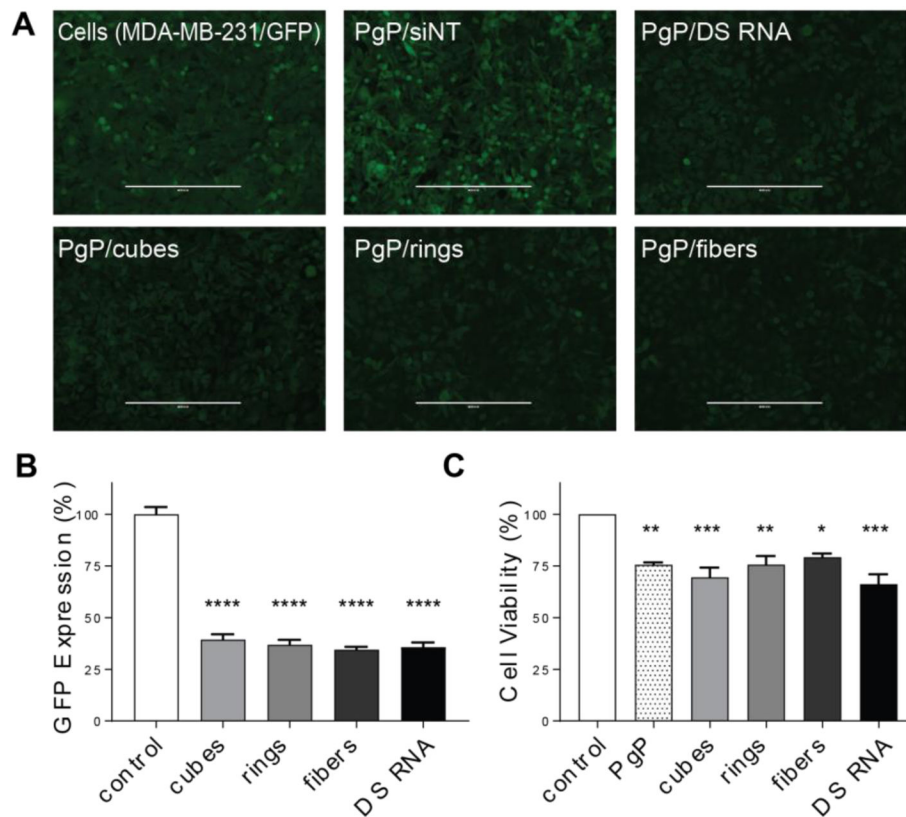 A
Cells (MDA-MB-231/GFP)
PgP/siNT
PgP/DS RNA
PgP/cubes
PgP/rings
PgP/fibers
B
GFP Expression (%)
100
75
50
25
0
****
****
****
****
control
cubes
rings
fibers
DS RNA
C
Cell Viability (%)
100
75
50
25
0
**
***
**
*
***
control
PgP
cubes
rings
fibers
DS RNA